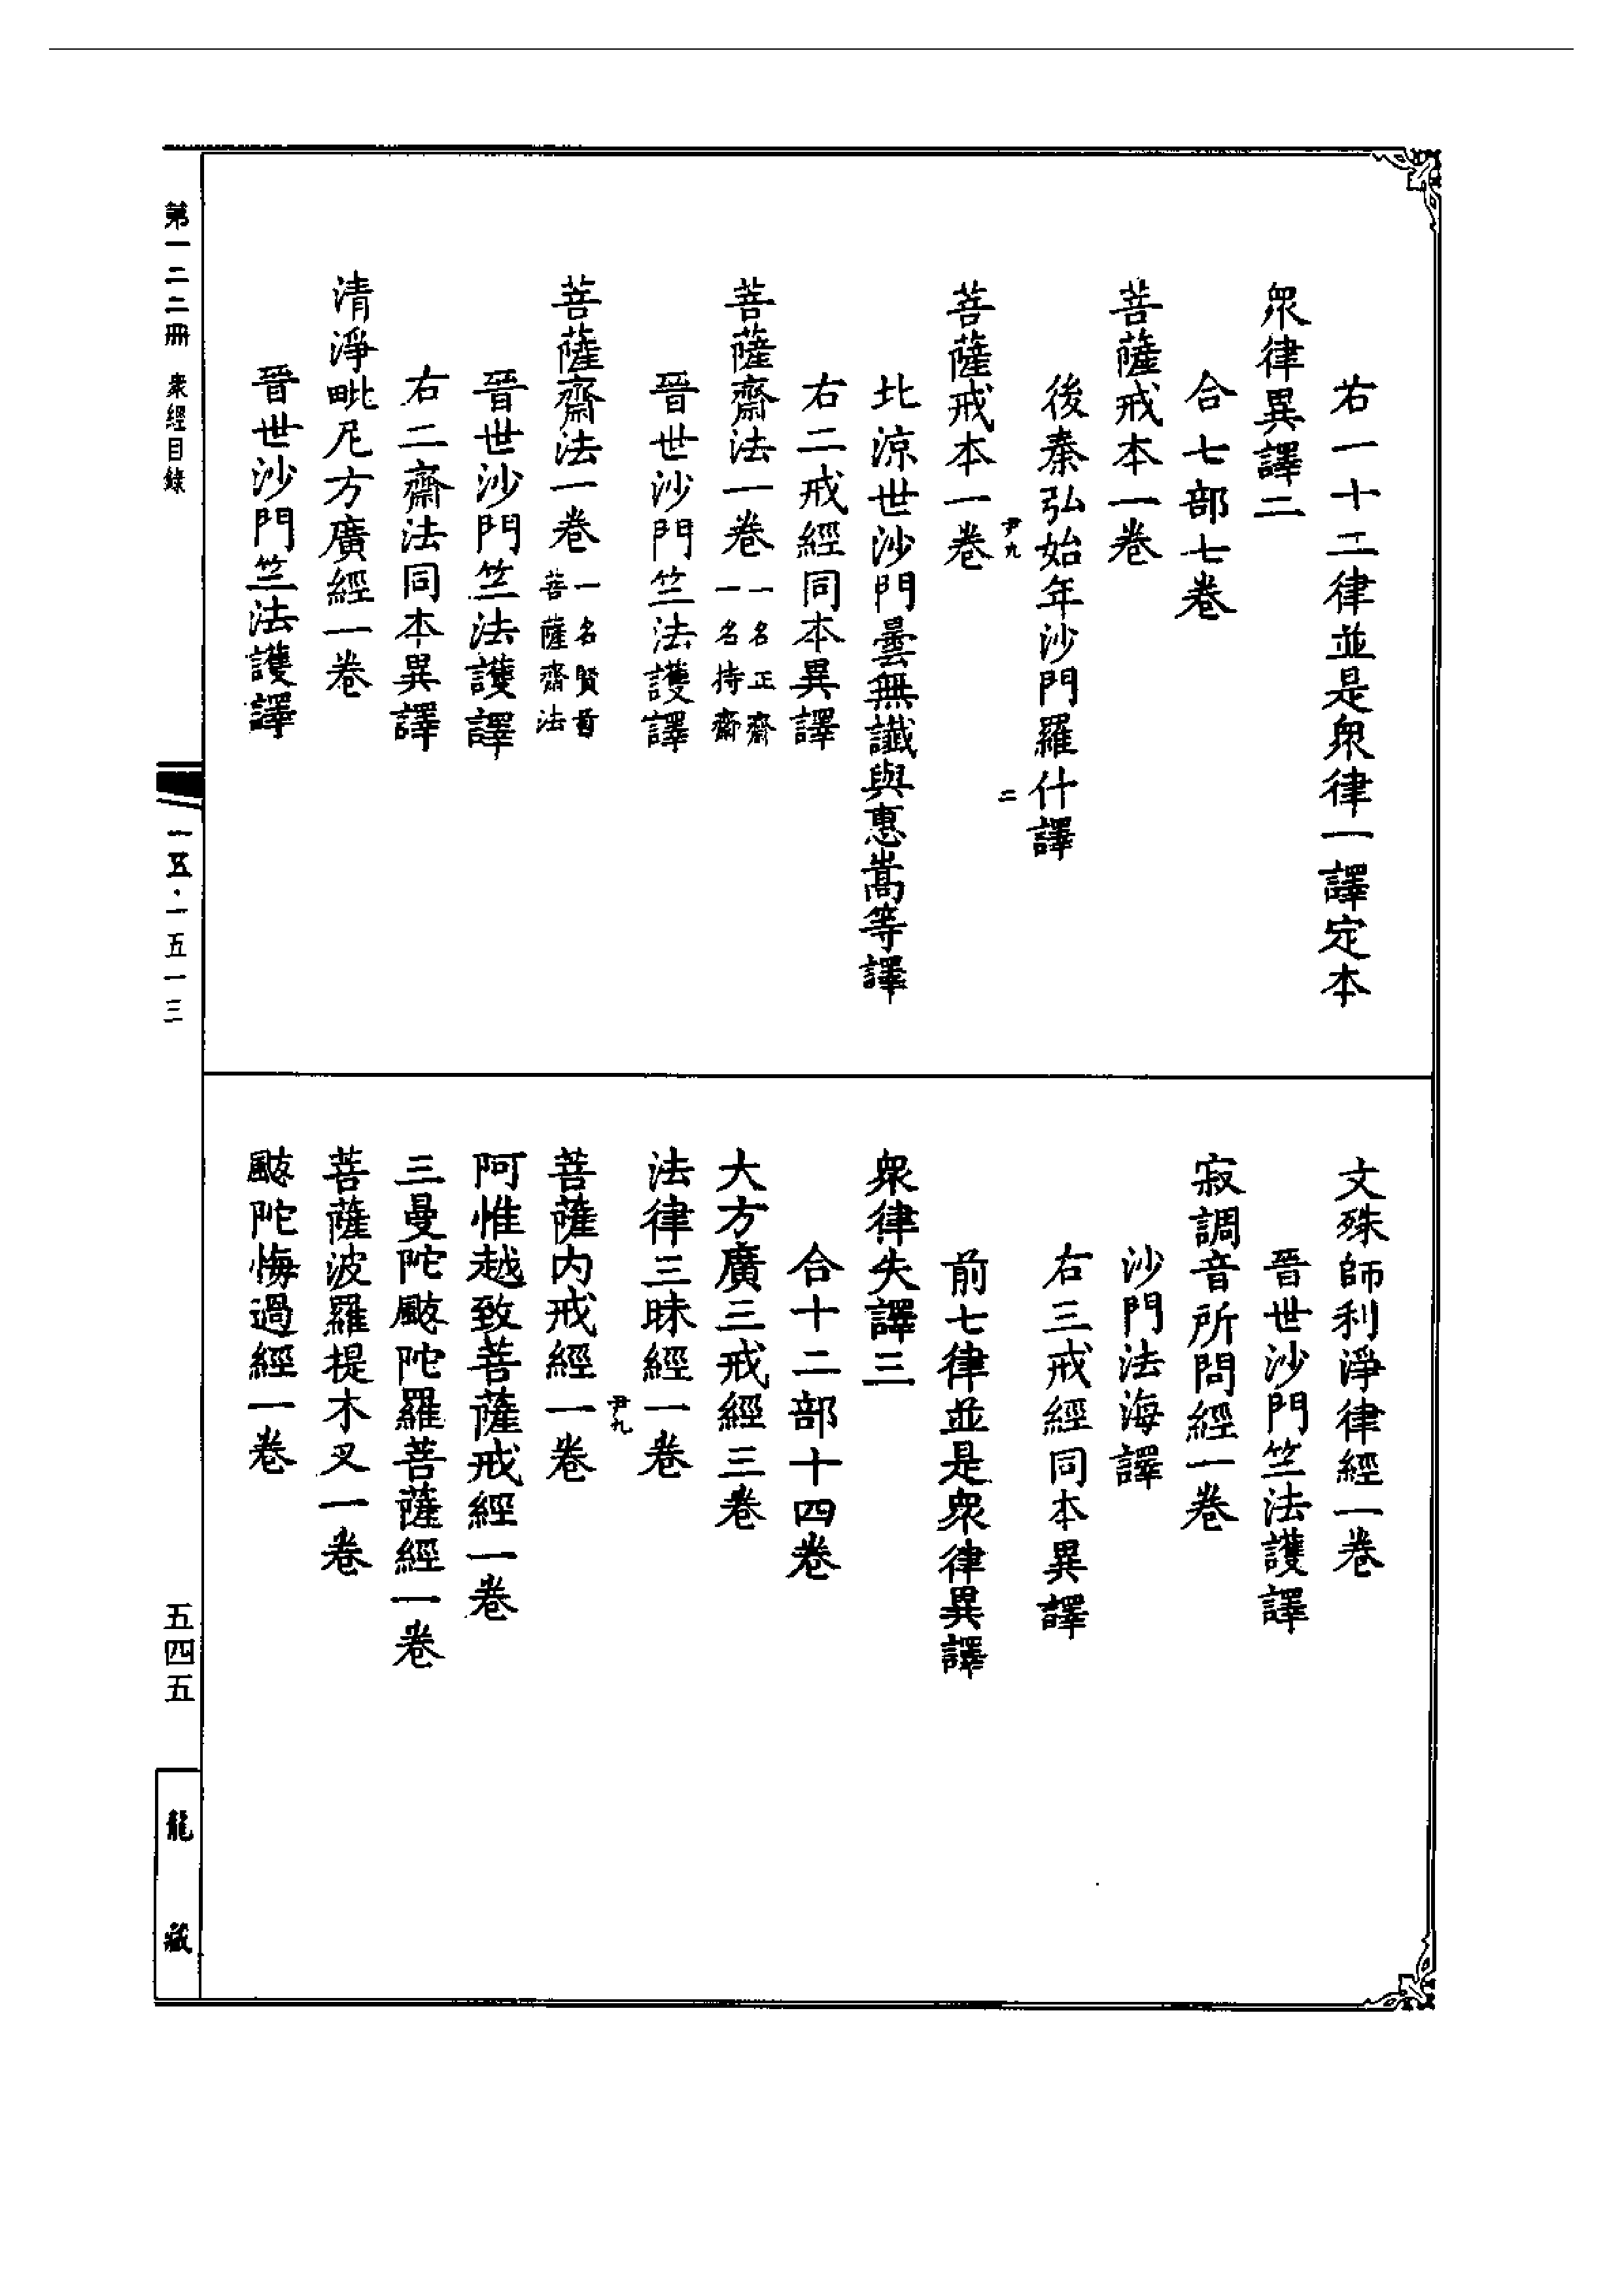 右一十二律並是衆律一譯定本
衆律異譯二
合七部七卷
菩薩戒本一卷
後秦弘始年沙門羅什譯
尹九
二
菩薩戒本一卷
北涼世沙門曇無讖與惠嵩等譯
右二戒經同本異譯
菩薩齋法一卷 一名正齋 一名持齋
晉世沙門竺法護譯
菩薩齋法一卷 一名賢首 菩薩齋法
晉世沙門竺法護譯
右二齋法同本異譯
清淨毗尼方廣經一卷
晉世沙門竺法護譯
文殊師利淨律經一卷
晉世沙門竺法護譯
寂調音所問經一卷
沙門法海譯
右三戒經同本異譯
前七律並是衆律異譯
衆律失譯三
合十二部十四卷
大方廣三戒經三卷
法律三昧經一卷
尹九
菩薩内戒經一卷
阿惟越致菩薩戒經一卷
三曼陀颰陀羅菩薩經一卷
菩薩波羅提木叉一卷
颰陀悔過經一卷
第一二二冊 衆經目錄
一五·一五一三
五四五
龍藏